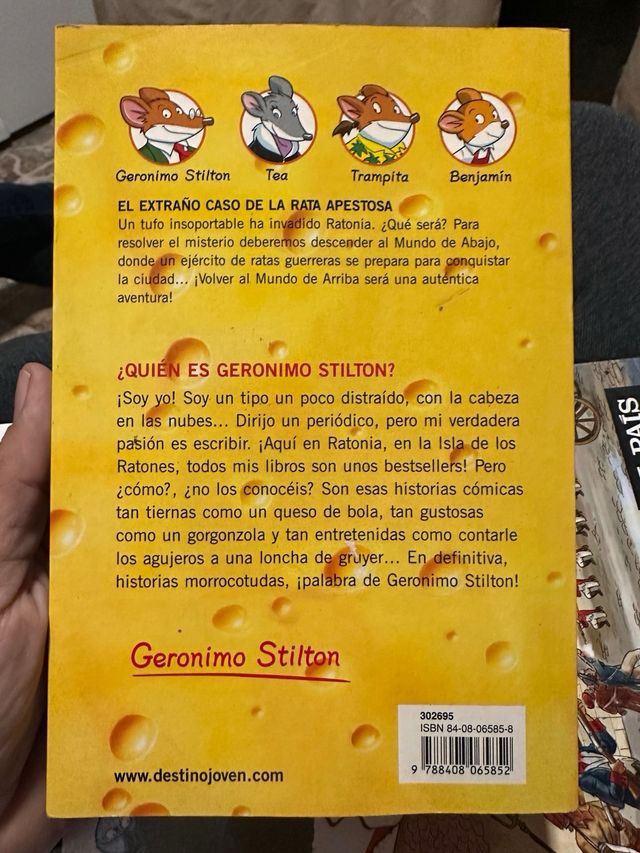 Geronimo Stilton
Tea
Trampita
Benjamín
EL EXTRAÑO CASO DE LA RATA APESTOSA
Un tufo insoportable ha invadido Ratonía. ¿Qué será? Para
resolver el misterio deberemos descender al Mundo de Abajo,
donde un ejército de ratas guerreras se prepara para conquistar
la ciudad... ¡Volver al Mundo de Arriba será una auténtica
aventura!
¿QUIÉN ES GERONIMO STILTON?
¡Soy yo! Soy un tipo un poco distraído, con la cabeza
en las nubes... Dirijo un periódico, pero mi verdadera
pasión es escribir. ¡Aquí en Ratonia, en la Isla de los
Ratones, todos mis libros son unos bestsellers! Pero
¿cómo?, ¿no los conocéis? Son esas historias cómicas
tan tiernas como un queso de bola, tan gustosas
como un gorgonzola y tan entretenidas como contarle
los agujeros a una loncha de gruyer... En definitiva,
historias morrocotudas, ¡palabra de Geronimo Stilton!
Geronimo Stilton
www.destinojoven.com
302695
ISBN 84-08-06585-8
9 788408 065852
PAÍS